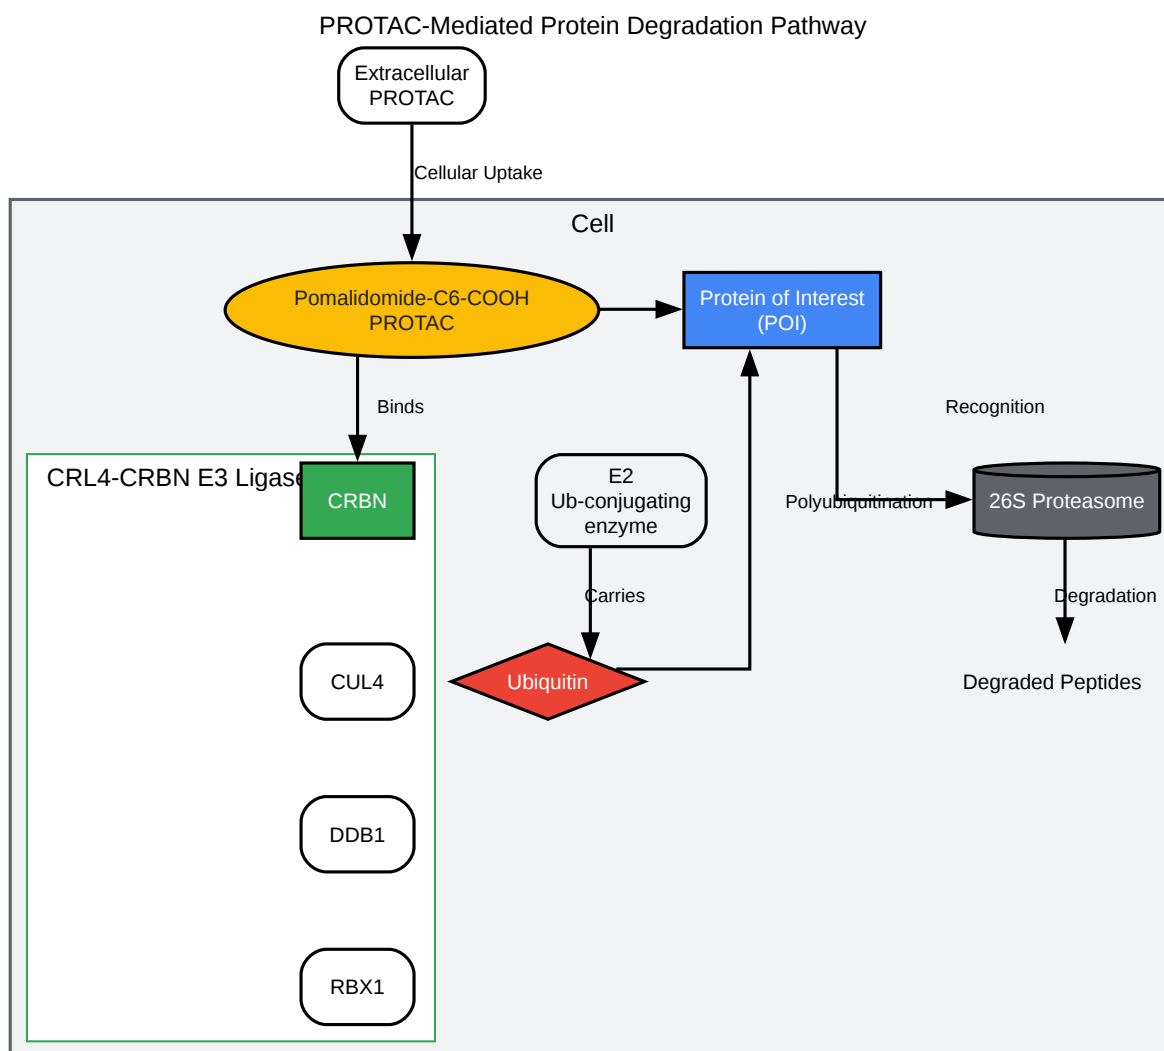 PROTAC-Mediated Protein Degradation Pathway
Extracellular
PROTAC
Cellular Uptake
Cell
Pomalidomide-C6-COOH
PROTAC
Protein of Interest
(POI)
Binds
Recognition
CRL4-CRBN E3 Ligase
CRBN
E2
Ub-conjugating
enzyme
Polyubiquitination
26S Proteasome
Carries
Degradation
CUL4
Ubiquitin
Degraded Peptides
DDB1
RBX1